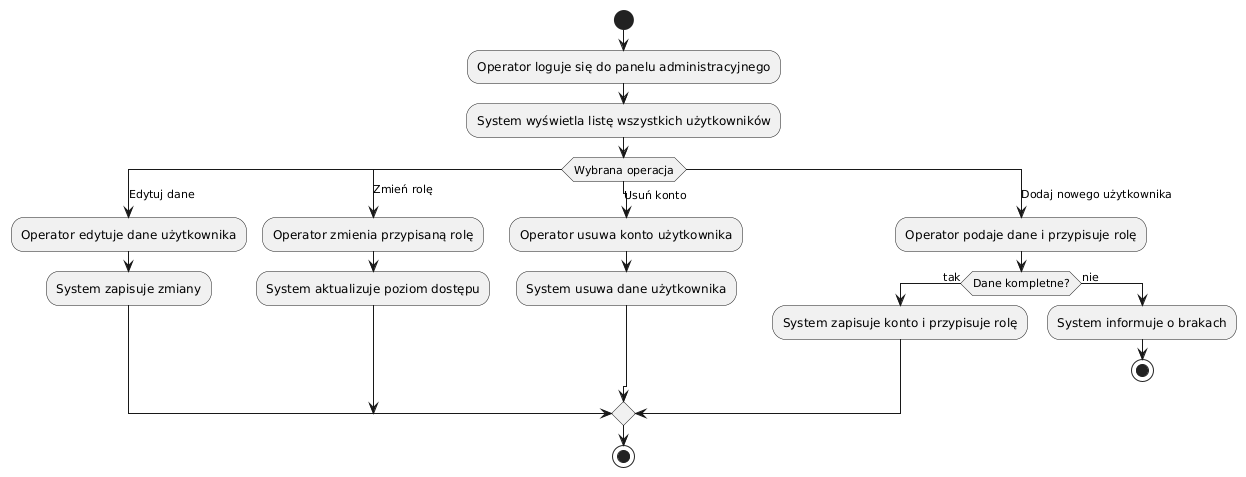 Operator loguje się do panelu administracyjnego
System wyświetla listę wszystkich użytkowników
Wybrana operacja
Edytuj dane
Zmień rolę
Usuń konto
Dodaj nowego użytkownika
Operator edytuje dane użytkownika
Operator zmienia przypisaną rolę
Operator usuwa konto użytkownika
Operator podaje dane i przypisuje rolę
System zapisuje zmiany
System aktualizuje poziom dostępu
System usuwa dane użytkownika
tak
Dane kompletne?
nie
System zapisuje konto i przypisuje rolę
System informuje o brakach